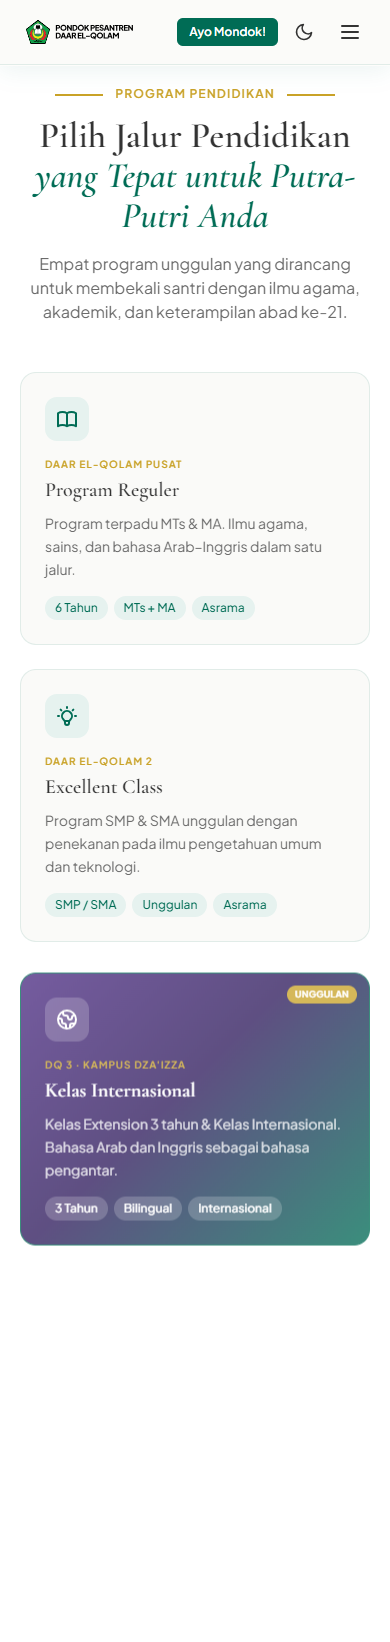 PONDOK PESANTREN
DAAR EL-QOLAM
Ayo Mondok!
PROGRAM PENDIDIKAN
Pilih Jalur Pendidikan
yang Tepat untuk Putra-
Putri Anda
Empat program unggulan yang dirancang
untuk membekali santri dengan ilmu agama,
akademik, dan keterampilan abad ke-21.
DAAR EL-QOLAM PUSAT
Program Reguler
Program terpadu MTs & MA. Ilmu agama,
sains, dan bahasa Arab–Inggris dalam satu
jalur.
6 Tahun MTs + MA Asrama
DAAR EL-QOLAM 2
Excellent Class
Program SMP & SMA unggulan dengan
penekanan pada ilmu pengetahuan umum
dan teknologi.
SMP / SMA Unggulan Asrama
UNGGULAN
DQ 3 · KAMPUS DZA'IZZA
Kelas Internasional
Kelas Extension 3 tahun & Kelas Internasional.
Bahasa Arab dan Inggris sebagai bahasa
pengantar.
3 Tahun Bilingual Internasional